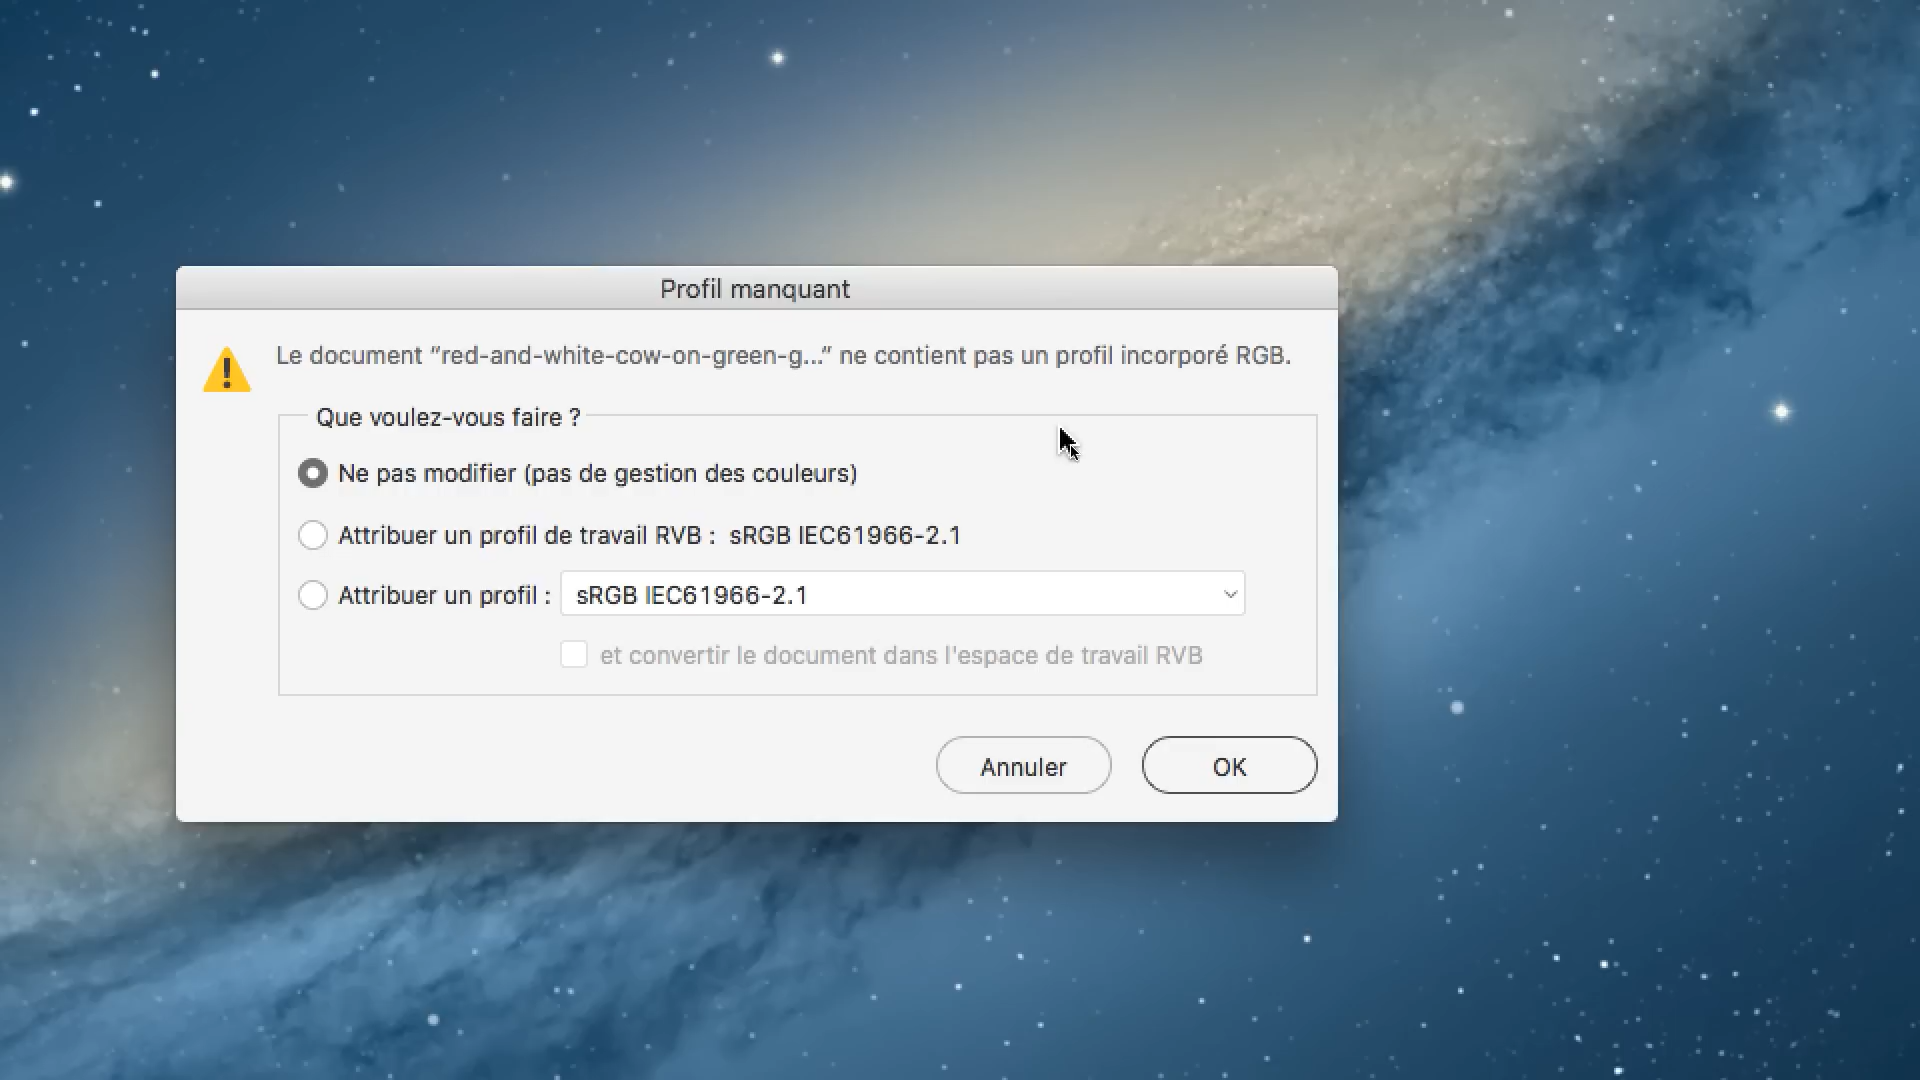 Profil manquant
Le document “red-and-white-cow-on-green-g...” ne contient pas un profil incorporé RGB.
Que voulez-vous faire ?
Ne pas modifier (pas de gestion des couleurs)
Attribuer un profil de travail RVB : sRGB IEC61966-2.1
Attribuer un profil : sRGB IEC61966-2.1
et convertir le document dans l'espace de travail RVB
Annuler
OK